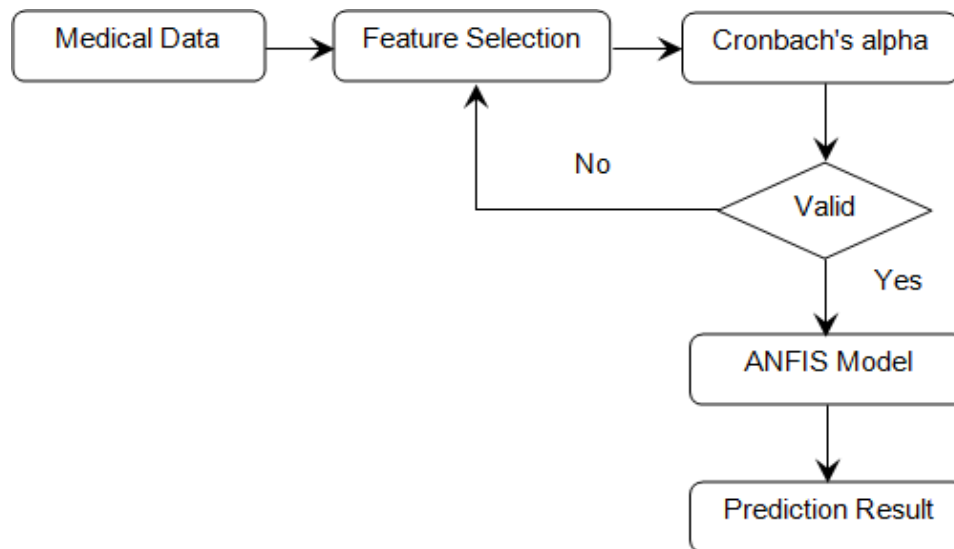 Medical Data
Feature Selection
Cronbach's alpha
No
Valid
Yes
ANFIS Model
Prediction Result